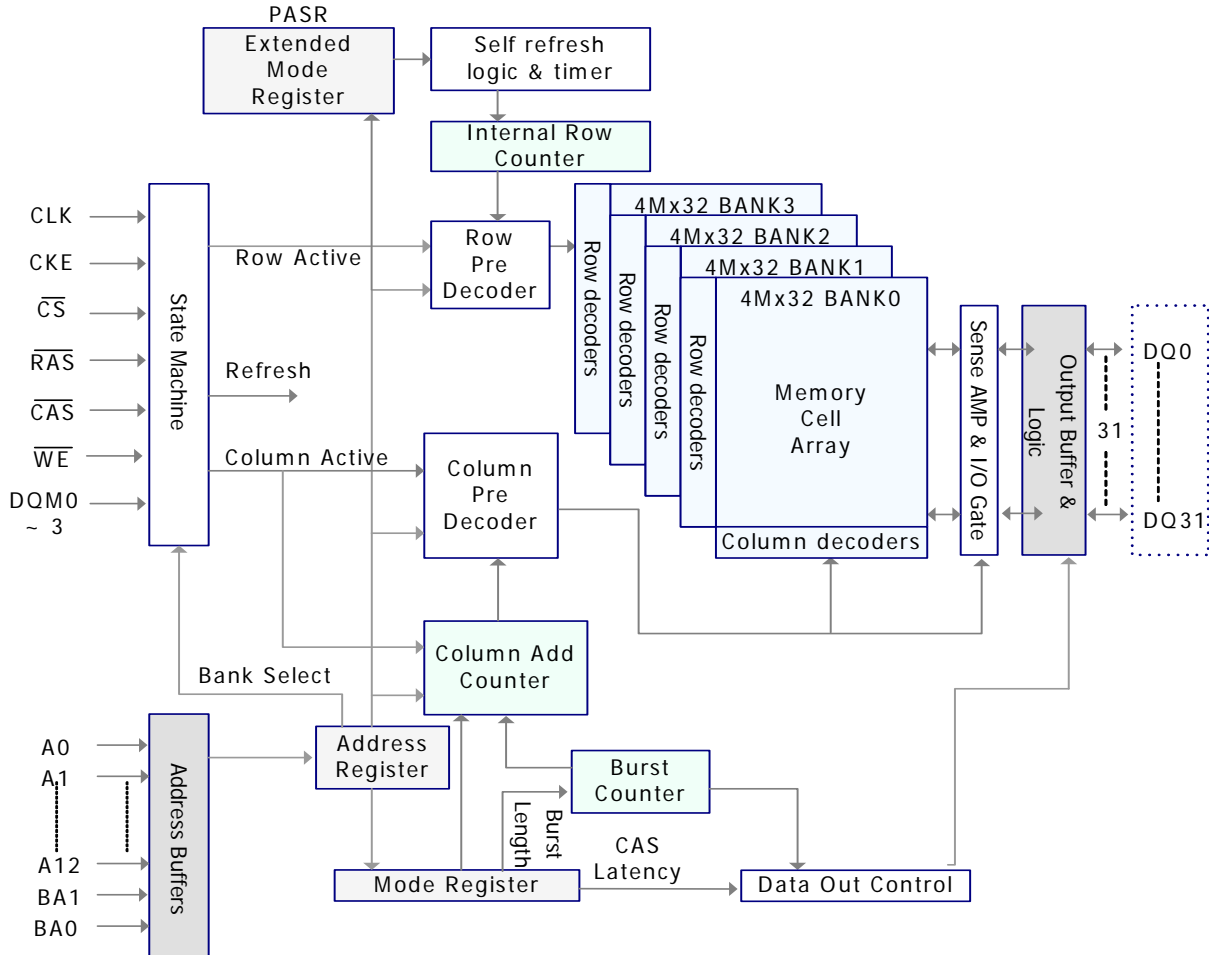 PASR
Extended
Mode
Register
Self refresh
logic & timer
Internal Row
Counter
CLK
CKE
CS
RAS
CAS
WE
DQM0
~ 3
State Machine
Row Active
Refresh
Column Active
Row
Pre
Decoder
Column
Pre
Decoder
Row decoders
Row decoders
Row decoders
Row decoders
4Mx32 BANK3
4Mx32 BANK2
4Mx32 BANK1
4Mx32 BANK0
Memory
Cell
Array
Column decoders
Sense AMP & I/O Gate
Output Buffer &
Logic
31
DQ0
DQ31
Column Add
Counter
Bank Select
A0
A1
A12
BA1
BA0
Address Buffers
Address
Register
Burst
Counter
Burst
Length
CAS
Latency
Mode Register
Data Out Control